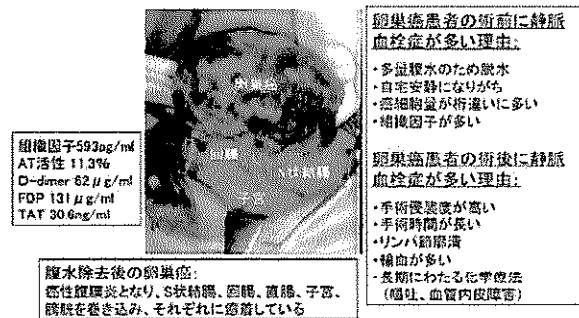 卵巣癌患者の術前に静脈
血栓症が多い理由:
・多量腹水のため脱水
・自宅安静になりがち
・癌細胞量が桁違いに多い
・組織因子が多い
卵巣癌患者の術後に静脈
血栓症が多い理由:
・手術侵襲度が高い
・手術時間が長い
・リンパ節廓清
・輸血が多い
・長期にわたる化学療法
(嘔吐、血管内皮障害)
卵巣癌
回腸
S状結腸
子宮
組織因子593pg/ml
AT活性 11.3%
D-dimer 62μg/ml
FDP 131μg/ml
TAT 30.6ng/ml
腹水除去後の卵巣癌:
癌性腹膜炎となり、S状結腸、回腸、直腸、子宮、
膀胱を巻き込み、それぞれに癒着している